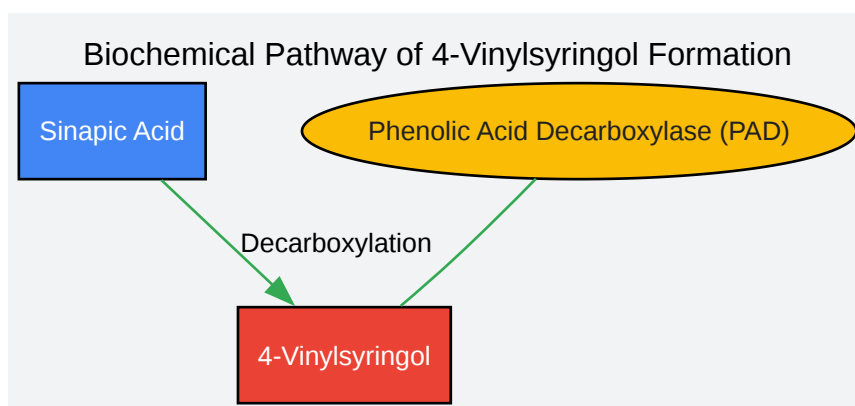 Biochemical Pathway of 4-Vinylsyringol Formation
Sinapic Acid
Phenolic Acid Decarboxylase (PAD)
Decarboxylation
4-Vinylsyringol